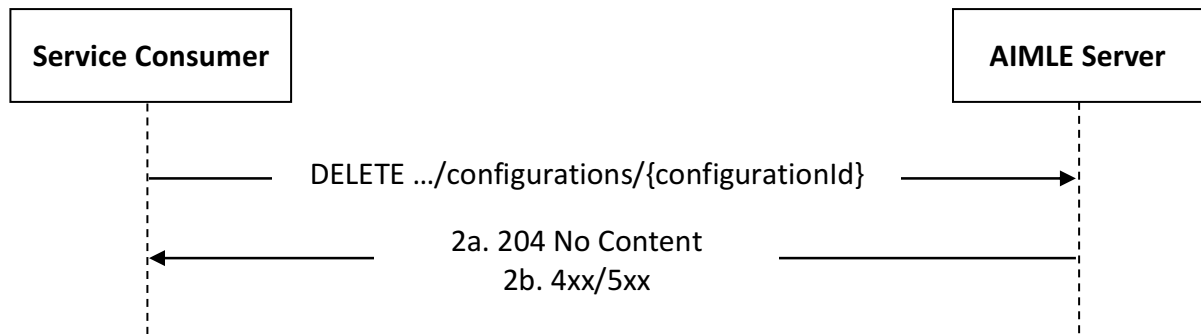 Service Consumer
AIMLE Server
DELETE .../configurations/{configurationId}
2a. 204 No Content
2b. 4xx/5xx